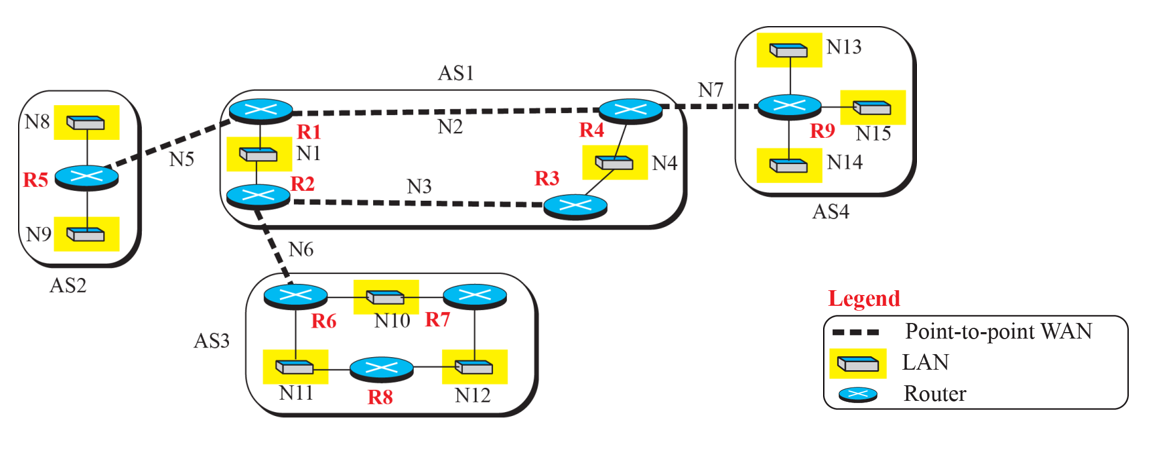 N13
AS1
N7
N8
R1
N2
R4
R9
N15
N5
N1
N4
N14
R5
R2
N3
R3
N9
AS4
AS2
N6
R6
N10
R7
AS3
N11
R8
N12
Legend
Point-to-point WAN
LAN
Router